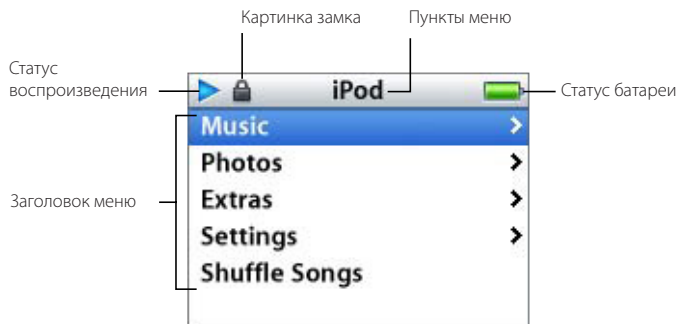 Картинка замка
Пункты меню
Статус
воспроизведения
iPod
Статус батареи
Music
Photos
Заголовок меню
Extras
Settings
Shuffle Songs